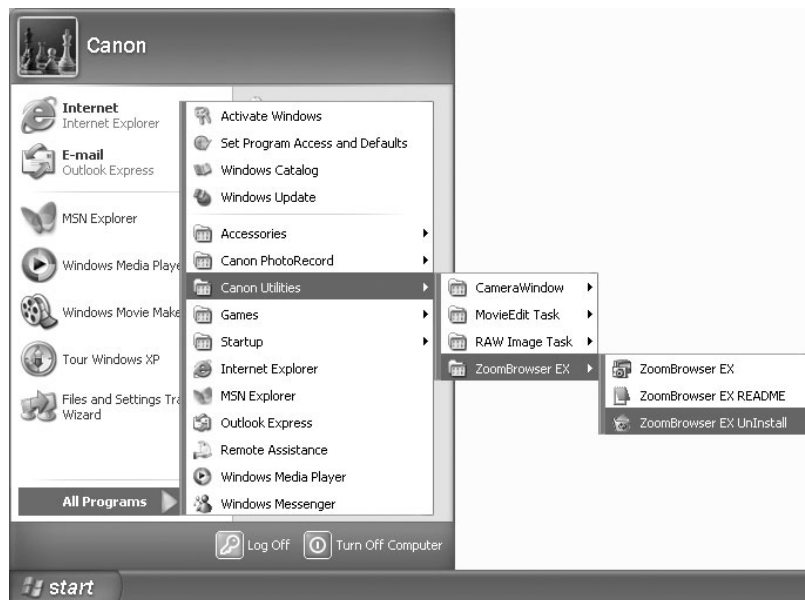 Canon
Internet
Internet Explorer
E-mail
Outlook Express
MSN Explorer
Windows Media Playe
Windows Movie Make
Tour Windows XP
Files and Settings Tra
Wizard
All Programs
Activate Windows
Set Program Access and Defaults
Windows Catalog
Windows Update
Accessories
Canon PhotoRecord
Canon Utilities
Games
Startup
Internet Explorer
MSN Explorer
Outlook Express
Remote Assistance
Windows Media Player
Windows Messenger
CameraWindow
MovieEdit Task
RAW Image Task
ZoomBrowser EX
ZoomBrowser EX
ZoomBrowser EX README
ZoomBrowser EX UnInstall
Log Off
Turn Off Computer
start